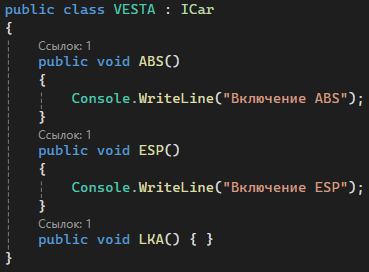 public class VESTA : ICar
{
Ссылок: 1
public void ABS()
{
Console.WriteLine("Включение ABS");
}
Ссылок: 1
public void ESP()
{
Console.WriteLine("Включение ESP");
}
Ссылок: 1
public void LKA() { }
}